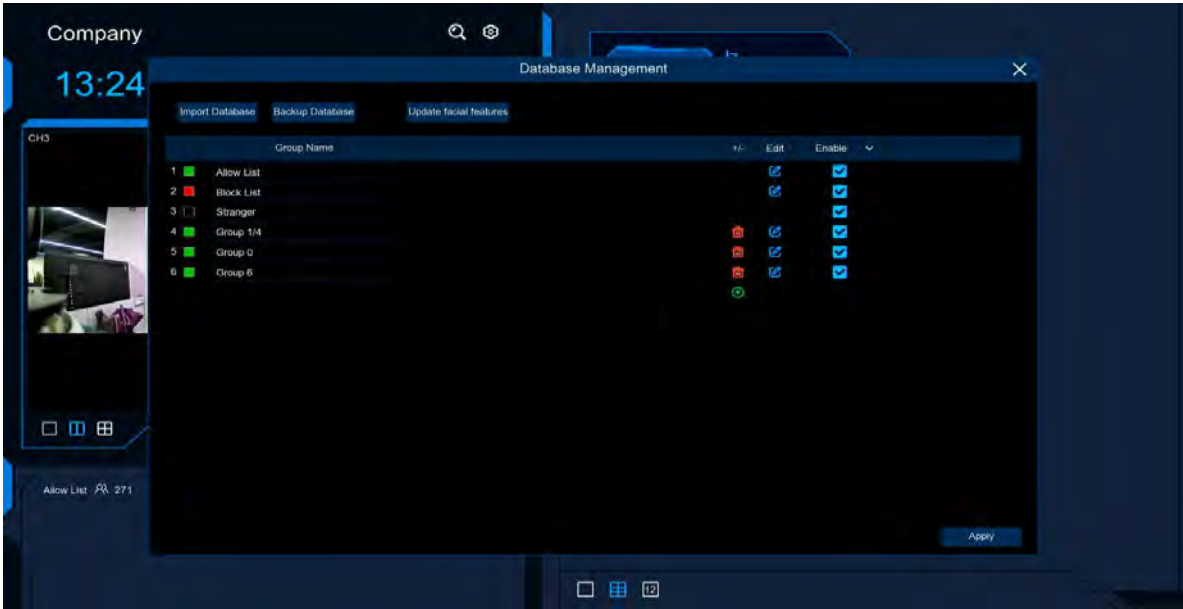 Company
13:24
Database Management
Import Database Backup Database Update facial features
CH3
Group Name +/- Edit Enable
1 Allow List
2 Block List
3 Stranger
4 Group 1/4
5 Group 0
6 Group 6
Allow List 271
Apply
12